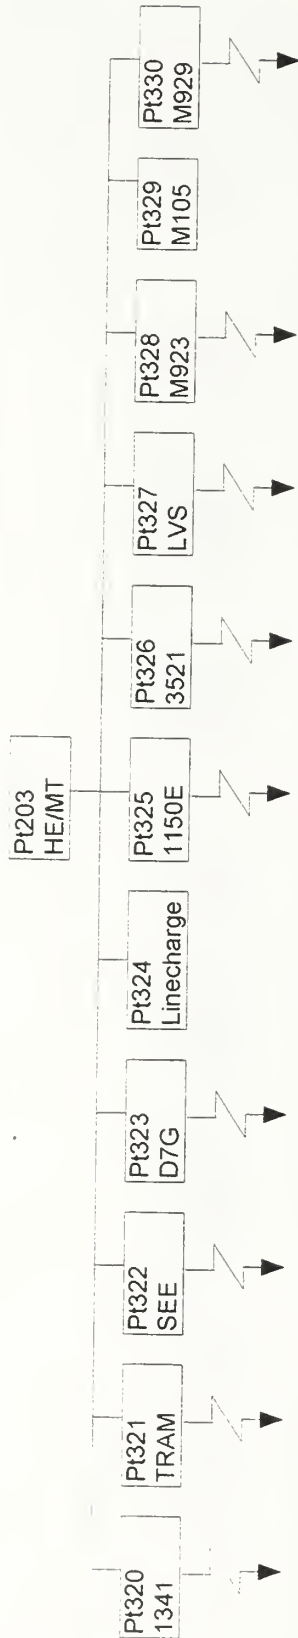 Pt203
HE/MT
Pt320
1341
Pt321
TRAM
Pt322
SEE
Pt323
D7G
Pt324
Linecharge
Pt325
1150E
Pt326
3521
Pt327
LVS
Pt328
M923
Pt329
M105
Pt330
M929